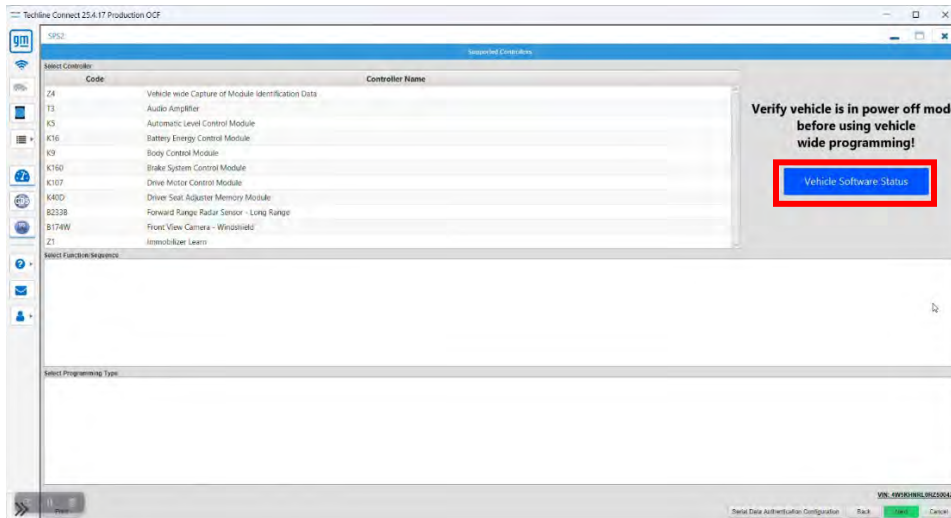 Techline Connect 25.4.17 Production OCF
gm
SPS2
Supported Controllers
Select Controller
Code Controller Name
Z4 Vehicle wide Capture of Module Identification Data
T3 Audio Amplifier
K5 Automatic Level Control Module
K16 Battery Energy Control Module
K9 Body Control Module
K160 Brake System Control Module
K107 Drive Motor Control Module
K40D Driver Seat Adjuster Memory Module
B233B Forward Range Radar Sensor - Long Range
B174W Front View Camera - Windshield
Z1 Immobilizer Learn
Verify vehicle is in power off mod
before using vehicle
wide programming!
Vehicle Software Status
Select Function/Sequence
Select Programming Type
VIN:
Serial Data Authentication Configuration Back Next Cancel